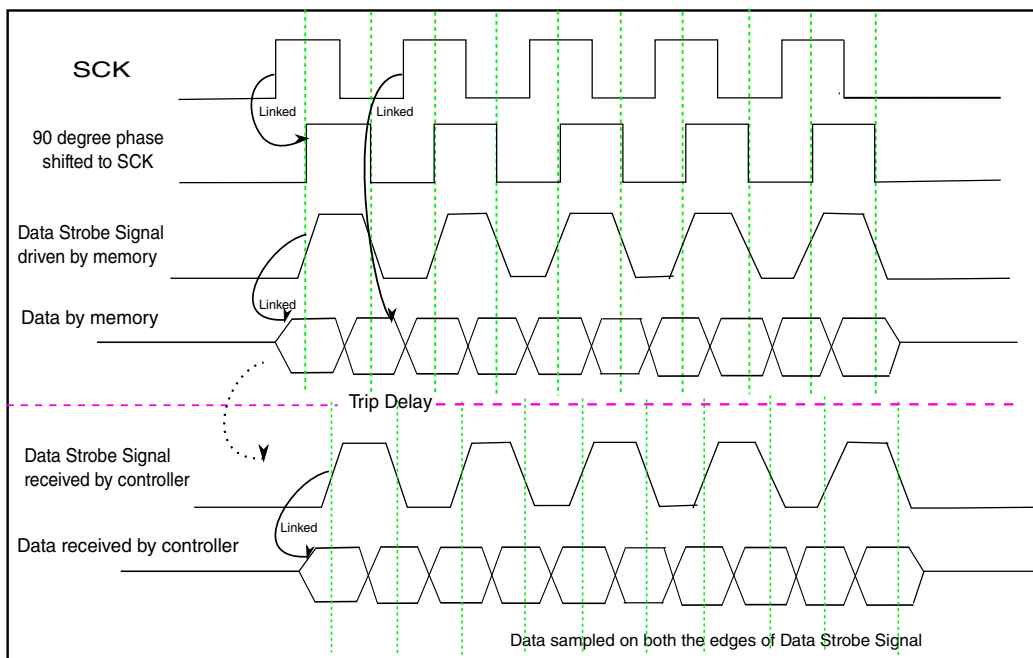 SCK
Linked
Linked
90 degree phase
shifted to SCK
Data Strobe Signal
driven by memory
Linked
Data by memory
Trip Delay
Data Strobe Signal
received by controller
Linked
Data received by controller
Data sampled on both the edges of Data Strobe Signal